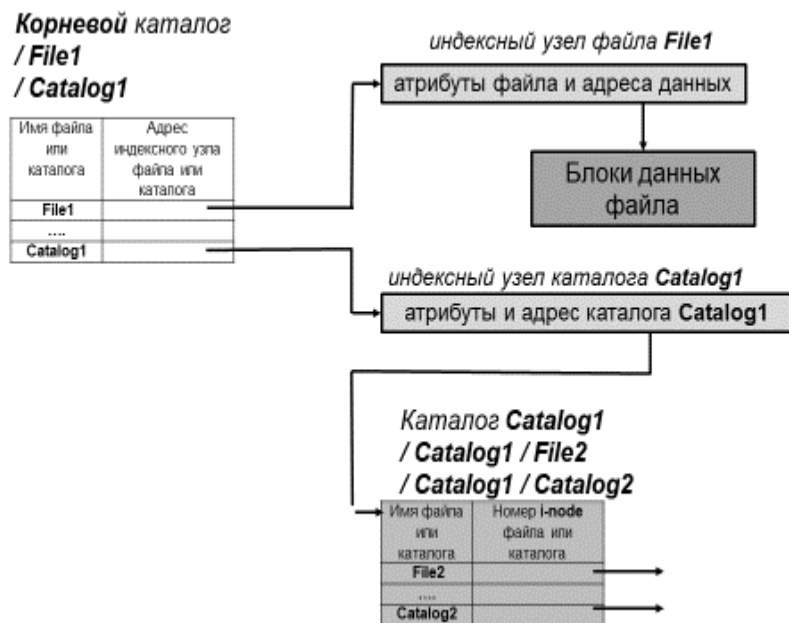 Корневой каталог
/ File1
/ Catalog1
Имя файла
или
каталога
Адрес
индексного узла
файла или
каталога
File1
....
Catalog1
индексный узел файла File1
атрибуты файла и адреса данных
Блоки данных
файла
индексный узел каталога Catalog1
атрибуты и адрес каталога Catalog1
Каталог Catalog1
/ Catalog1 / File2
/ Catalog1 / Catalog2
Имя файла
или
каталога
Номер i-node
файла или
каталога
File2
....
Catalog2